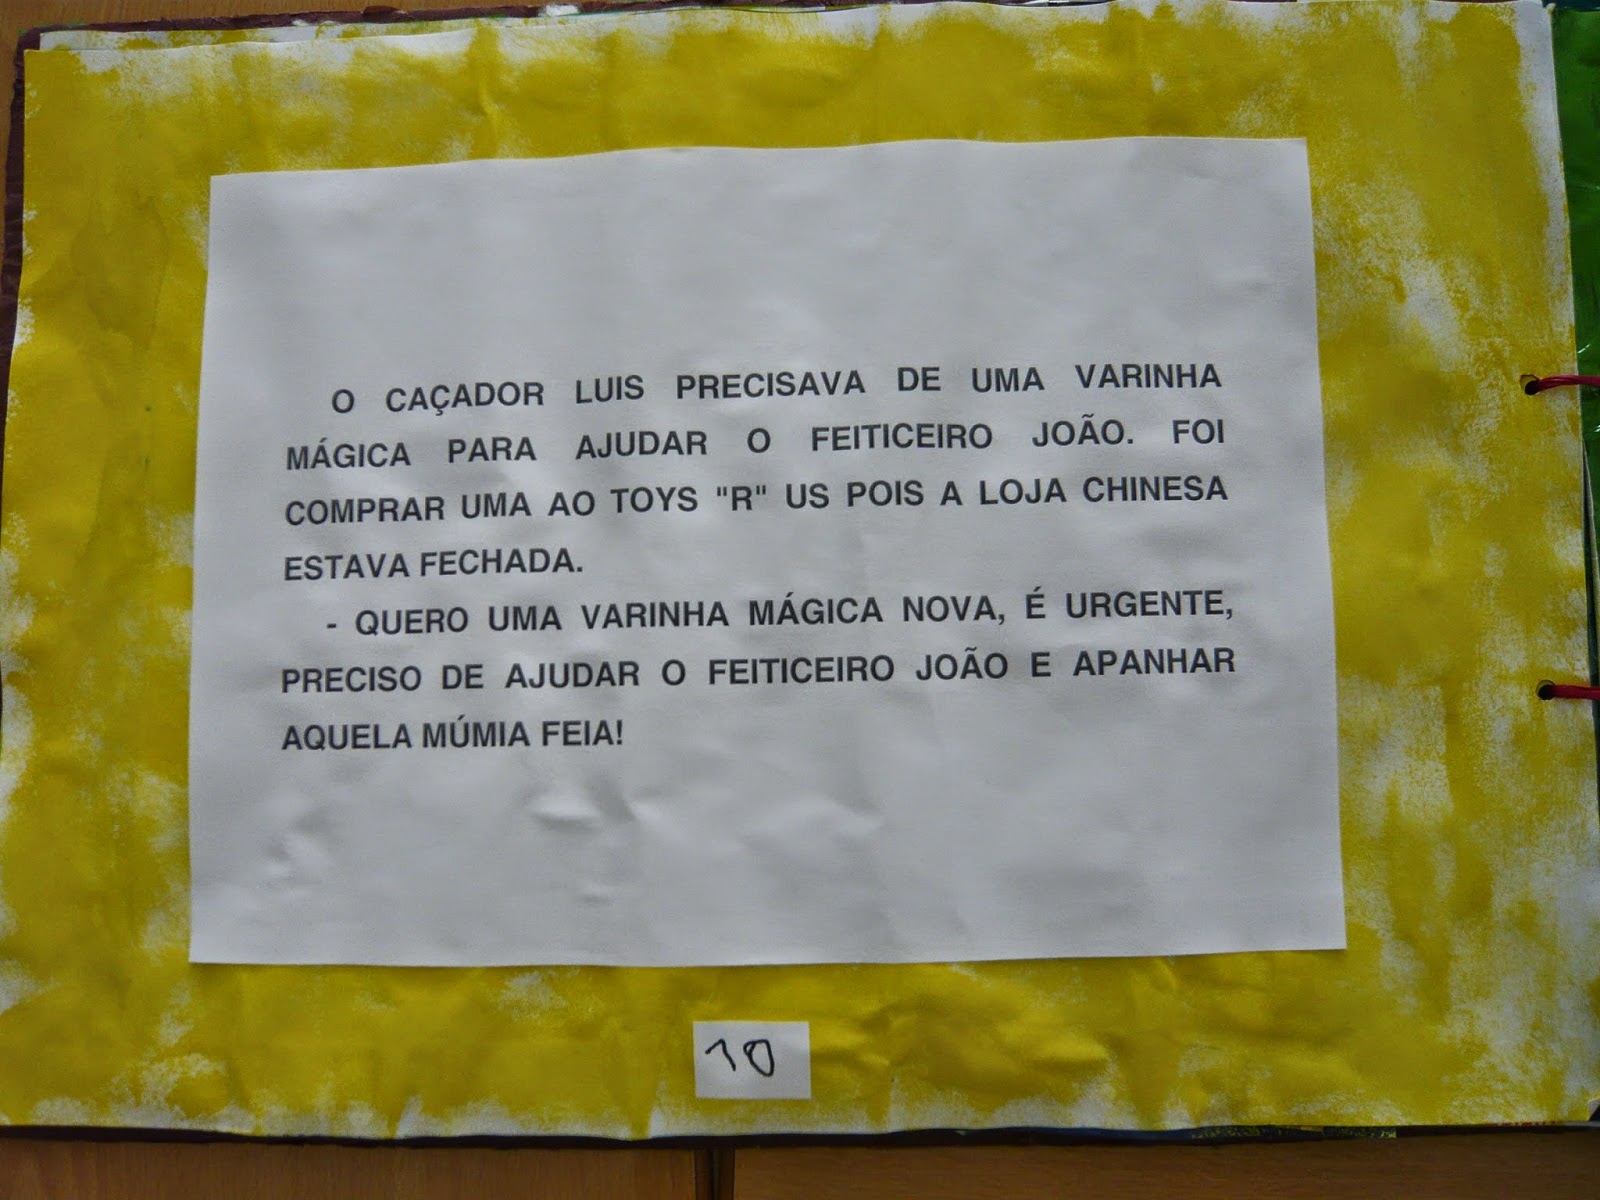 O CAÇADOR LUIS PRECISAVA DE UMA VARINHA
MÁGICA PARA AJUDAR O FEITICEIRO JOÃO. FOI
COMPRAR UMA AO TOYS "R" US POIS A LOJA CHINESA
ESTAVA FECHADA.
- QUERO UMA VARINHA MÁGICA NOVA, É URGENTE,
PRECISO DE AJUDAR O FEITICEIRO JOÃO E APANHAR
AQUELA MÚMIA FEIA!
10